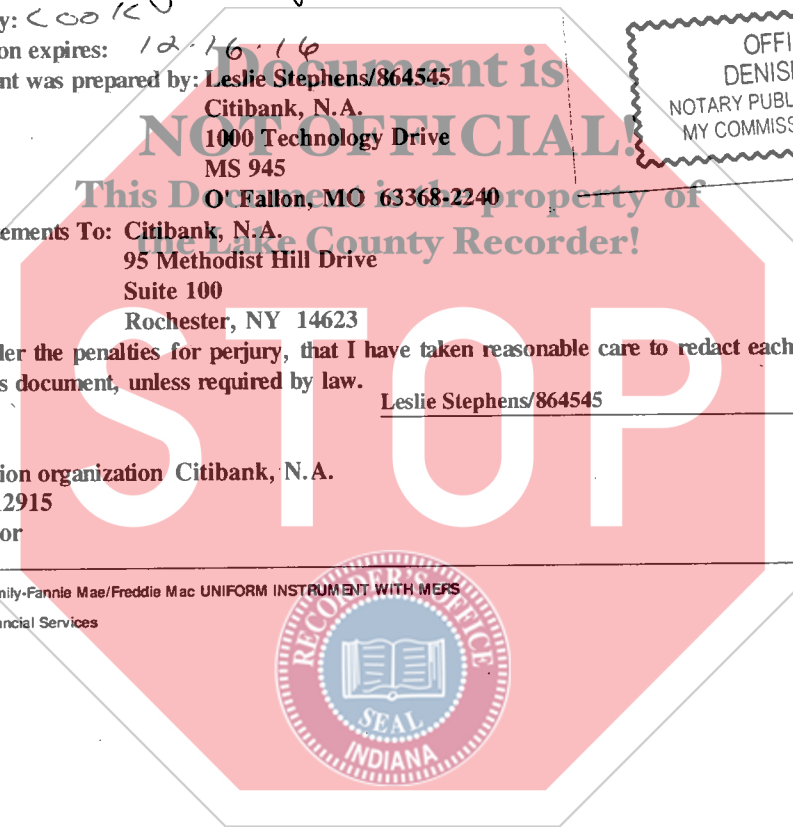 y: COOK
on expires: 12.16.16
nt was prepared by: Leslie Stephens/864545
Citibank, N.A.
1000 Technology Drive
MS 945
O' Fallon, MO 63368-2240
ements To: Citibank, N.A.
95 Methodist Hill Drive
Suite 100
Rochester, NY 14623
der the penalties for perjury, that I have taken reasonable care to redact each
s document, unless required by law.
Leslie Stephens/864545
ion organization Citibank, N.A.
2915
or
nily-Fannie Mae/Freddie Mac UNIFORM INSTRUMENT WITH MERS
ancial Services
OFFI
DENIS
NOTARY PUBL
MY COMMISS
Document is
NOT OFFICIAL!
This Document is the property of
the Lake County Recorder!
STOP
RECORDER'S OFFICE
SEAL
INDIANA